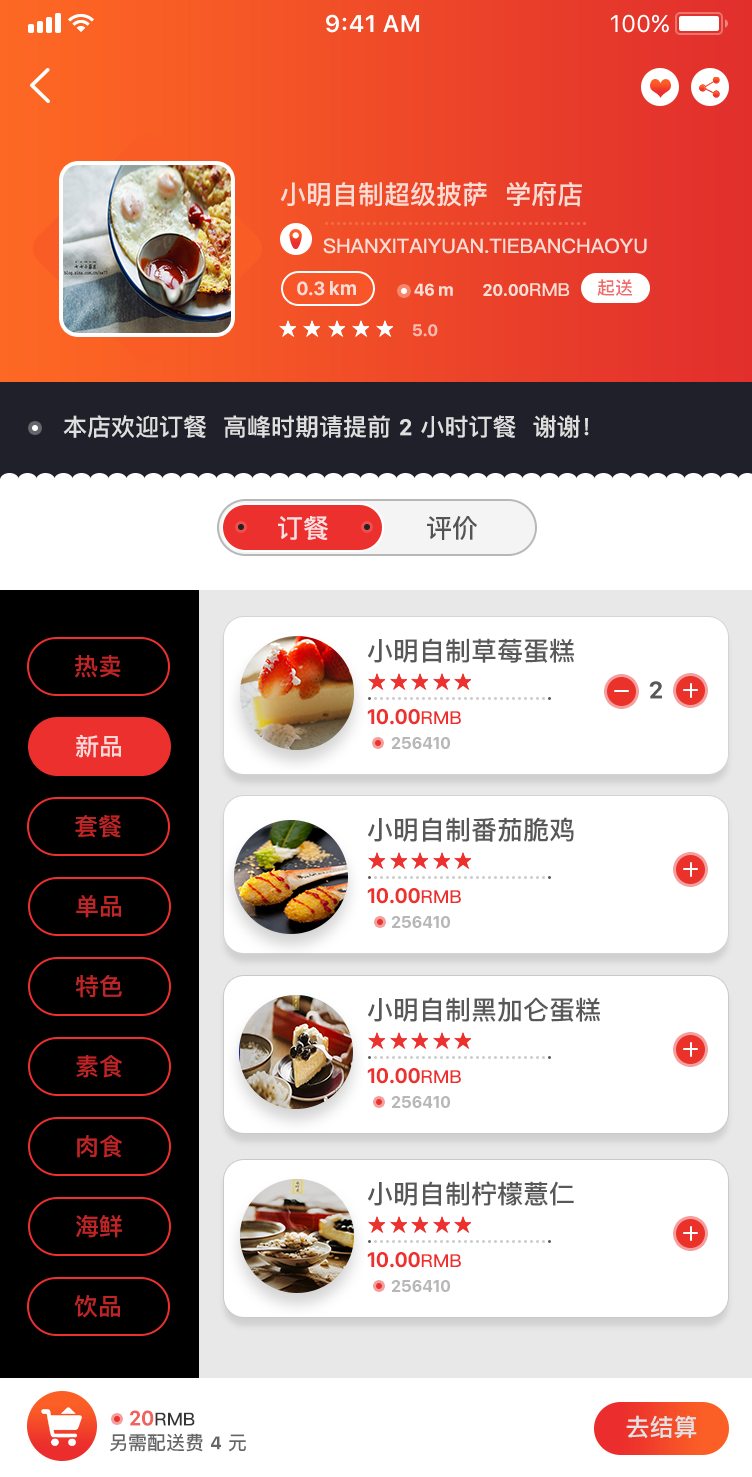 9:41 AM
100%
小明自制超级披萨 学府店
SHANXITAIYUAN.TIEBANCHAOYU
0.3 km
46 m
20.00RMB
起送
5.0
本店欢迎订餐 高峰时期请提前 2 小时订餐 谢谢!
订餐
评价
热卖
新品
套餐
单品
特色
素食
肉食
海鲜
饮品
小明自制草莓蛋糕
10.00RMB
256410
2
小明自制番茄脆鸡
10.00RMB
256410
小明自制黑加仑蛋糕
10.00RMB
256410
小明自制柠檬薏仁
10.00RMB
256410
20RMB
另需配送费 4 元
去结算